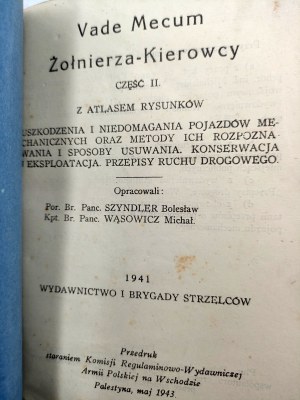 Vade Mecum
Żołnierza-Kierowcy
CZĘŚĆ II.
Z ATLASEM RYSUNKÓW
USZKODZENIA I NIEDOMAGANIA POJAZDÓW ME-
CHANICZNYCH ORAZ METODY ICH ROZPOZNA-
WANIA I SPOSOBY USUWANIA. KONSERWACJA
I EKSPLOATACJA. PRZEPISY RUCHU DROGOWEGO.
Opracowali:
Por. Br. Panc. SZYNDLER Bolesław
Kpt. Br. Panc. WĄSOWICZ Michał.
1941
WYDAWNICTWO I BRYGADY STRZELCÓW
Przedruk
staraniem Komisji Regulaminowo-Wydawniczej
Armii Polskiej na Wschodzie
Palestyna, maj 1943.